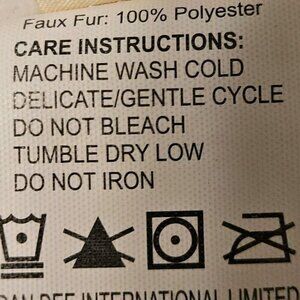 Faux Fur: 100% Polyester
CARE INSTRUCTIONS:
MACHINE WASH COLD
DELICATE/GENTLE CYCLE
DO NOT BLEACH
TUMBLE DRY LOW
DO NOT IRON
INTERNATIONAL LIMITED